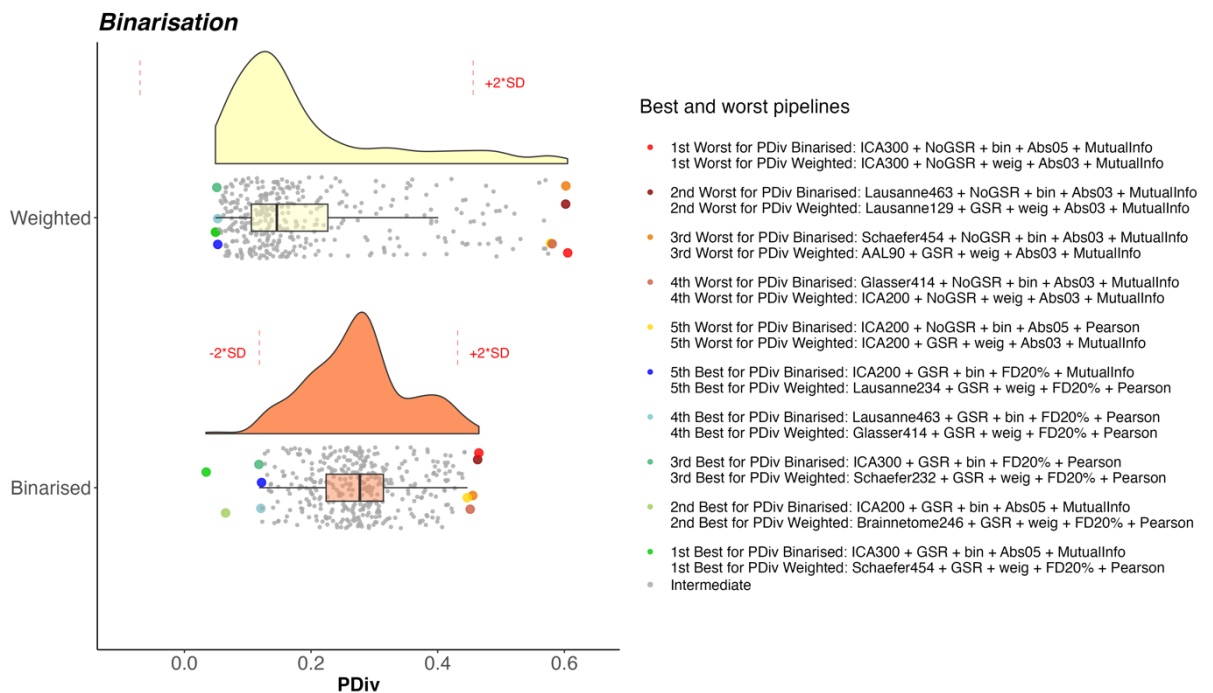 Binarisation
+2*SD
Weighted
-2*SD
+2*SD
Binarised
0.0
0.2
0.4
0.6
PDiv
Best and worst pipelines
1st Worst for PDiv Binarised: ICA300 + NoGSR + bin + Abs05 + MutualInfo
1st Worst for PDiv Weighted: ICA300 + NoGSR + weig + Abs03 + MutualInfo
2nd Worst for PDiv Binarised: Lausanne463 + NoGSR + bin + Abs03 + MutualInfo
2nd Worst for PDiv Weighted: Lausanne129 + GSR + weig + Abs03 + MutualInfo
3rd Worst for PDiv Binarised: Schaefer454 + NoGSR + bin + Abs03 + MutualInfo
3rd Worst for PDiv Weighted: AAL90 + GSR + weig + Abs03 + MutualInfo
4th Worst for PDiv Binarised: Glasser414 + NoGSR + bin + Abs03 + MutualInfo
4th Worst for PDiv Weighted: ICA200 + NoGSR + weig + Abs03 + MutualInfo
5th Worst for PDiv Binarised: ICA200 + NoGSR + bin + Abs05 + Pearson
5th Worst for PDiv Weighted: ICA200 + GSR + weig + Abs03 + MutualInfo
5th Best for PDiv Binarised: ICA200 + GSR + bin + FD20% + MutualInfo
5th Best for PDiv Weighted: Lausanne234 + GSR + weig + FD20% + Pearson
4th Best for PDiv Binarised: Lausanne463 + GSR + bin + FD20% + Pearson
4th Best for PDiv Weighted: Glasser414 + GSR + weig + FD20% + Pearson
3rd Best for PDiv Binarised: ICA300 + GSR + bin + FD20% + Pearson
3rd Best for PDiv Weighted: Schaefer232 + GSR + weig + FD20% + Pearson
2nd Best for PDiv Binarised: ICA200 + GSR + bin + Abs05 + MutualInfo
2nd Best for PDiv Weighted: Brainnetome246 + GSR + weig + FD20% + Pearson
1st Best for PDiv Binarised: ICA300 + GSR + bin + Abs05 + MutualInfo
1st Best for PDiv Weighted: Schaefer454 + GSR + weig + FD20% + Pearson
Intermediate